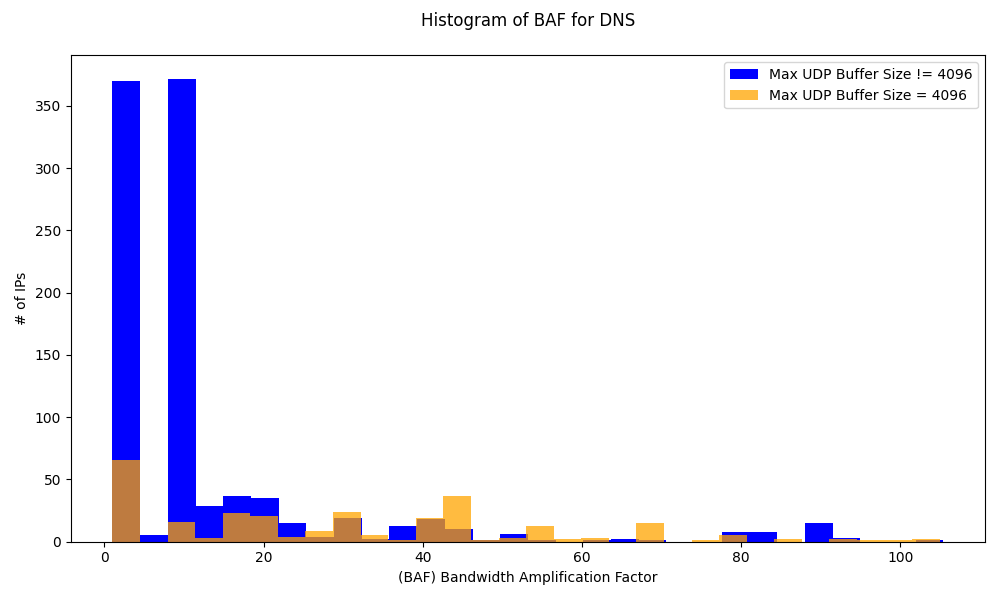 Histogram of BAF for DNS
Max UDP Buffer Size != 4096
Max UDP Buffer Size = 4096
# of IPs
350
300
250
200
150
100
50
0
0 20 40 60 80 100
(BAF) Bandwidth Amplification Factor